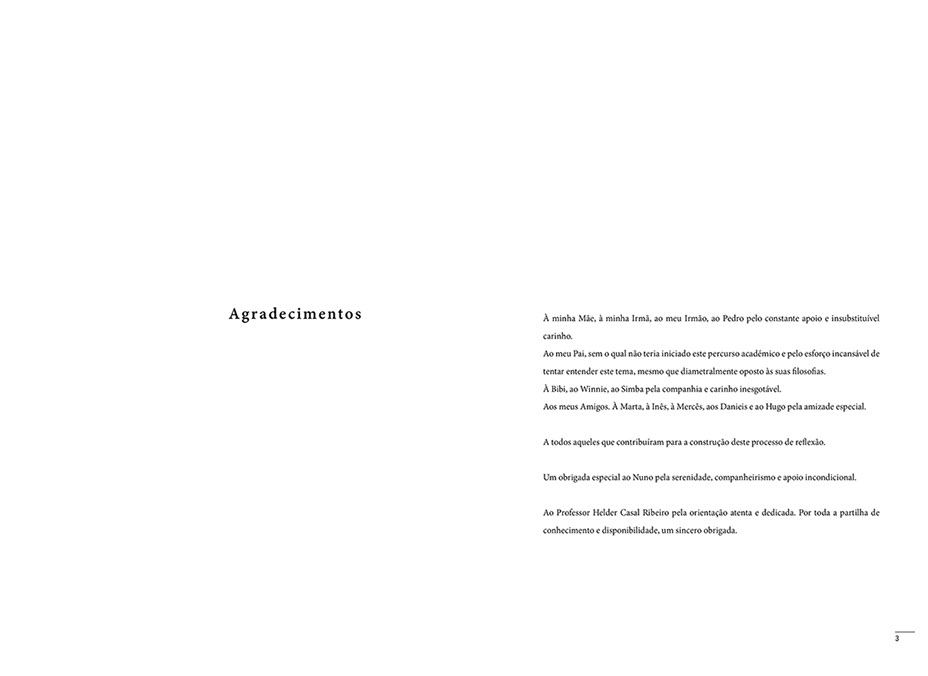 Agradecimentos
À minha Mãe, à minha Irmã, ao meu Irmão, ao Pedro pelo constante apoio e insubstituível
carinho.
Ao meu Pai, sem o qual não teria iniciado este percurso académico e pelo esforço incansável de
tentar entender este tema, mesmo que diametralmente oposto às suas filosofias.
À Bibi, ao Winnie, ao Simba pela companhia e carinho inesgotável.
Aos meus Amigos. À Marta, à Inês, à Mercês, aos Danieis e ao Hugo pela amizade especial.
A todos aqueles que contribuíram para a construção deste processo de reflexão.
Um obrigada especial ao Nuno pela serenidade, companheirismo e apoio incondicional.
Ao Professor Helder Casal Ribeiro pela orientação atenta e dedicada. Por toda a partilha de
conhecimento e disponibilidade, um sincero obrigada.
3